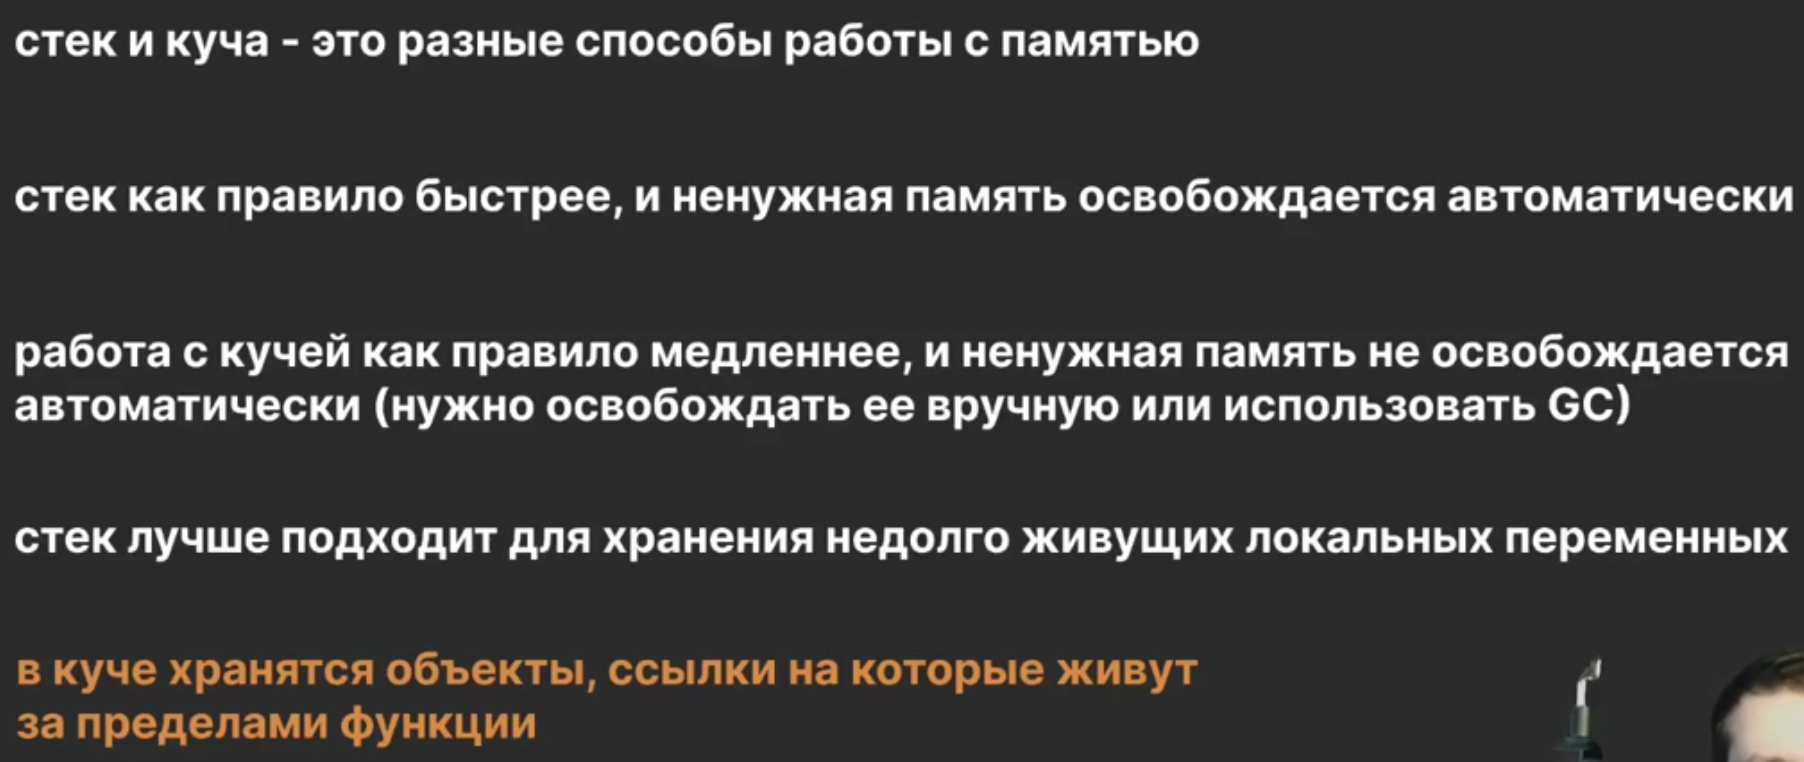 стек и куча - это разные способы работы с памятью
стек как правило быстрее, и ненужная память освобождается автоматически
работа с кучей как правило медленнее, и ненужная память не освобождается
автоматически (нужно освобождать ее вручную или использовать GC)
стек лучше подходит для хранения недолго живущих локальных переменных
в куче хранятся объекты, ссылки на которые живут
за пределами функции